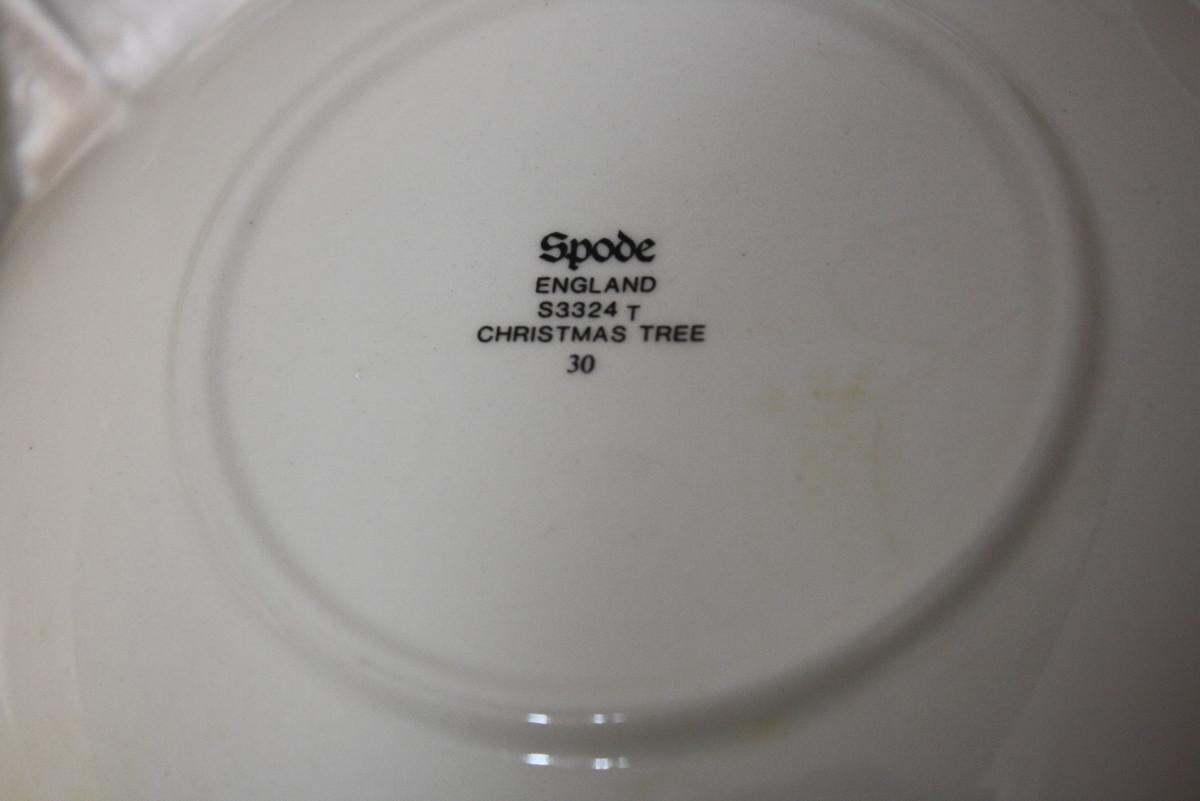 Spode
ENGLAND
S3324 T
CHRISTMAS TREE
30